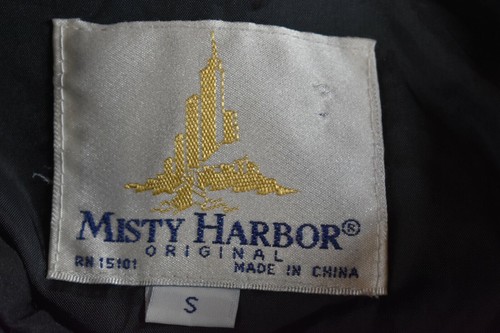 MISTY HARBOR®
ORIGINAL
RN 15101 MADE IN CHINA
S